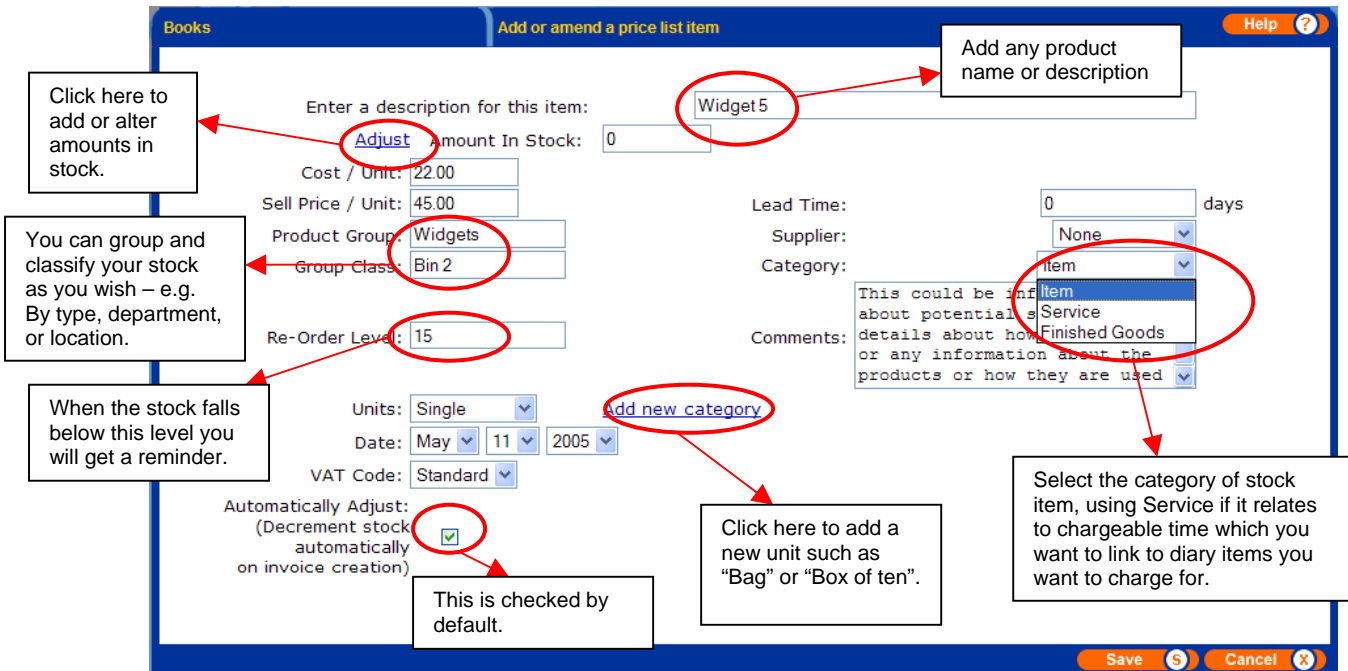 Books
Add or amend a price list item
Help ?
Add any product
name or description
Click here to
add or alter
amounts in
stock.
Enter a description for this item: Widget 5
Adjust Amount In Stock: 0
Cost / Unit: 22.00
Sell Price / Unit: 45.00
Lead Time: 0 days
You can group and
classify your stock
as you wish – e.g.
By type, department,
or location.
Product Group: Widgets
Supplier: None
Group Class: Bin 2
Category: Item
Item
Service
Finished Goods
Re-Order Level: 15
Comments:
This could be inf
about potential s
details about how
or any information about the
products or how they are used
When the stock falls
below this level you
will get a reminder.
Units: Single
Add new category
Date: May 11 2005
VAT Code: Standard
Automatically Adjust:
(Decrement stock
automatically
on invoice creation)
This is checked by
default.
Click here to add a
new unit such as
“Bag” or “Box of ten”.
Select the category of stock
item, using Service if it relates
to chargeable time which you
want to link to diary items you
want to charge for.
Save S Cancel X